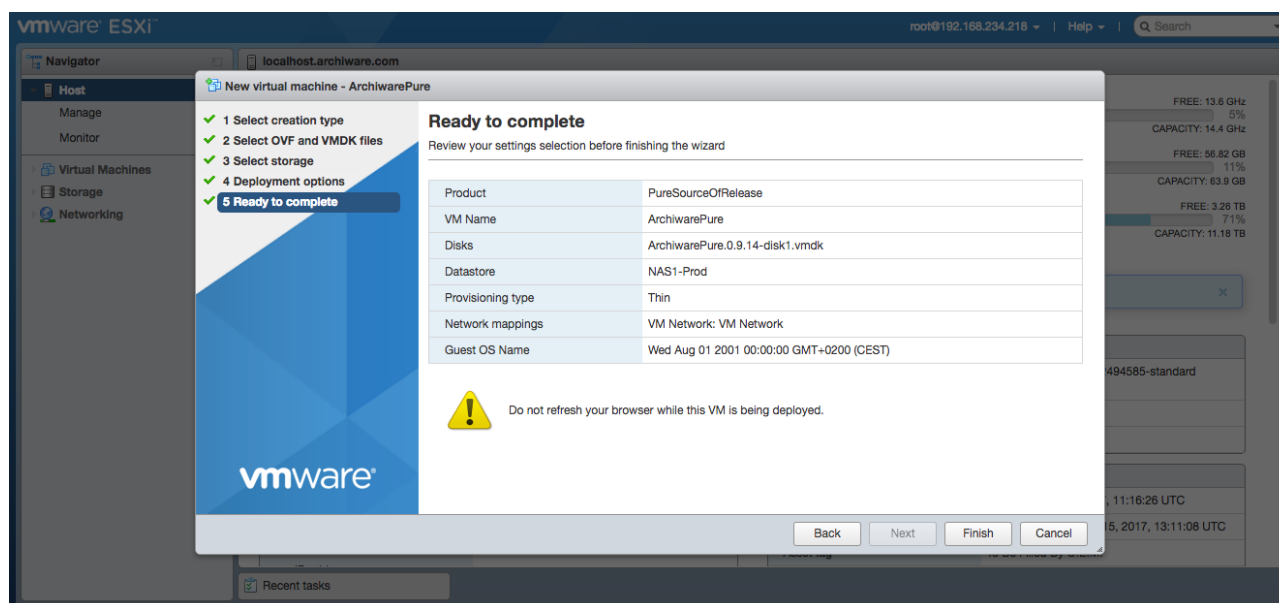 vmware ESXi™
root@192.168.234.218 | Help | Search
Navigator
localhost.archiware.com
Host
Manage
Monitor
Virtual Machines
Storage
Networking
New virtual machine - ArchiwarePure
1 Select creation type
2 Select OVF and VMDK files
3 Select storage
4 Deployment options
5 Ready to complete
vmware®
Ready to complete
Review your settings selection before finishing the wizard
Product PureSourceOfRelease
VM Name ArchiwarePure
Disks ArchiwarePure.0.9.14-disk1.vmdk
Datastore NAS1-Prod
Provisioning type Thin
Network mappings VM Network: VM Network
Guest OS Name Wed Aug 01 2001 00:00:00 GMT+0200 (CEST)
Do not refresh your browser while this VM is being deployed.
Back Next Finish Cancel
FREE: 13.6 GHz
5%
CAPACITY: 14.4 GHz
FREE: 56.82 GB
11%
CAPACITY: 63.9 GB
FREE: 3.26 TB
71%
CAPACITY: 11.18 TB
494585-standard
, 11:16:26 UTC
15, 2017, 13:11:08 UTC
Recent tasks